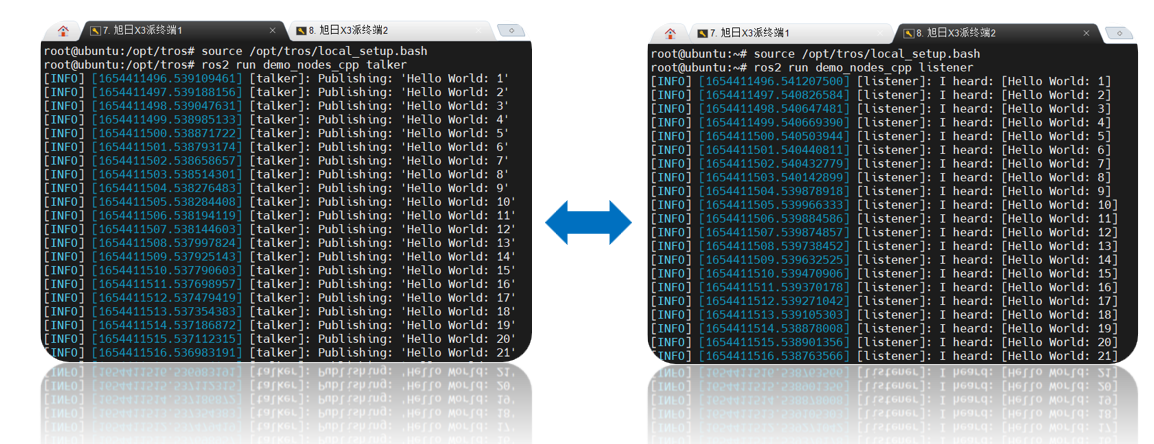 7. 旭日X3派终端1
8. 旭日X3派终端2
root@ubuntu:/opt/tros# source /opt/tros/local_setup.bash
root@ubuntu:/opt/tros# ros2 run demo_nodes_cpp talker
[INFO] [1654411496.539109461] [talker]: Publishing: 'Hello World: 1'
[INFO] [1654411497.539188156] [talker]: Publishing: 'Hello World: 2'
[INFO] [1654411498.539047631] [talker]: Publishing: 'Hello World: 3'
[INFO] [1654411499.538985133] [talker]: Publishing: 'Hello World: 4'
[INFO] [1654411500.538871722] [talker]: Publishing: 'Hello World: 5'
[INFO] [1654411501.538793174] [talker]: Publishing: 'Hello World: 6'
[INFO] [1654411502.538658657] [talker]: Publishing: 'Hello World: 7'
[INFO] [1654411503.538514301] [talker]: Publishing: 'Hello World: 8'
[INFO] [1654411504.538276483] [talker]: Publishing: 'Hello World: 9'
[INFO] [1654411505.538284408] [talker]: Publishing: 'Hello World: 10'
[INFO] [1654411506.538194119] [talker]: Publishing: 'Hello World: 11'
[INFO] [1654411507.538144603] [talker]: Publishing: 'Hello World: 12'
[INFO] [1654411508.537997824] [talker]: Publishing: 'Hello World: 13'
[INFO] [1654411509.537925143] [talker]: Publishing: 'Hello World: 14'
[INFO] [1654411510.537790603] [talker]: Publishing: 'Hello World: 15'
[INFO] [1654411511.537698957] [talker]: Publishing: 'Hello World: 16'
[INFO] [1654411512.537479419] [talker]: Publishing: 'Hello World: 17'
[INFO] [1654411513.537354383] [talker]: Publishing: 'Hello World: 18'
[INFO] [1654411514.537186872] [talker]: Publishing: 'Hello World: 19'
[INFO] [1654411515.537112315] [talker]: Publishing: 'Hello World: 20'
[INFO] [1654411516.536983191] [talker]: Publishing: 'Hello World: 21'
7. 旭日X3派终端1
8. 旭日X3派终端2
root@ubuntu:~# source /opt/tros/local_setup.bash
root@ubuntu:~# ros2 run demo_nodes_cpp listener
[INFO] [1654411496.541207500] [listener]: I heard: [Hello World: 1]
[INFO] [1654411497.540826584] [listener]: I heard: [Hello World: 2]
[INFO] [1654411498.540647481] [listener]: I heard: [Hello World: 3]
[INFO] [1654411499.540669390] [listener]: I heard: [Hello World: 4]
[INFO] [1654411500.540503944] [listener]: I heard: [Hello World: 5]
[INFO] [1654411501.540440811] [listener]: I heard: [Hello World: 6]
[INFO] [1654411502.540432779] [listener]: I heard: [Hello World: 7]
[INFO] [1654411503.540142899] [listener]: I heard: [Hello World: 8]
[INFO] [1654411504.539878918] [listener]: I heard: [Hello World: 9]
[INFO] [1654411505.539966333] [listener]: I heard: [Hello World: 10]
[INFO] [1654411506.539884586] [listener]: I heard: [Hello World: 11]
[INFO] [1654411507.539874857] [listener]: I heard: [Hello World: 12]
[INFO] [1654411508.539738452] [listener]: I heard: [Hello World: 13]
[INFO] [1654411509.539632525] [listener]: I heard: [Hello World: 14]
[INFO] [1654411510.539470906] [listener]: I heard: [Hello World: 15]
[INFO] [1654411511.539370178] [listener]: I heard: [Hello World: 16]
[INFO] [1654411512.539271042] [listener]: I heard: [Hello World: 17]
[INFO] [1654411513.539105303] [listener]: I heard: [Hello World: 18]
[INFO] [1654411514.538878008] [listener]: I heard: [Hello World: 19]
[INFO] [1654411515.538901356] [listener]: I heard: [Hello World: 20]
[INFO] [1654411516.538763566] [listener]: I heard: [Hello World: 21]